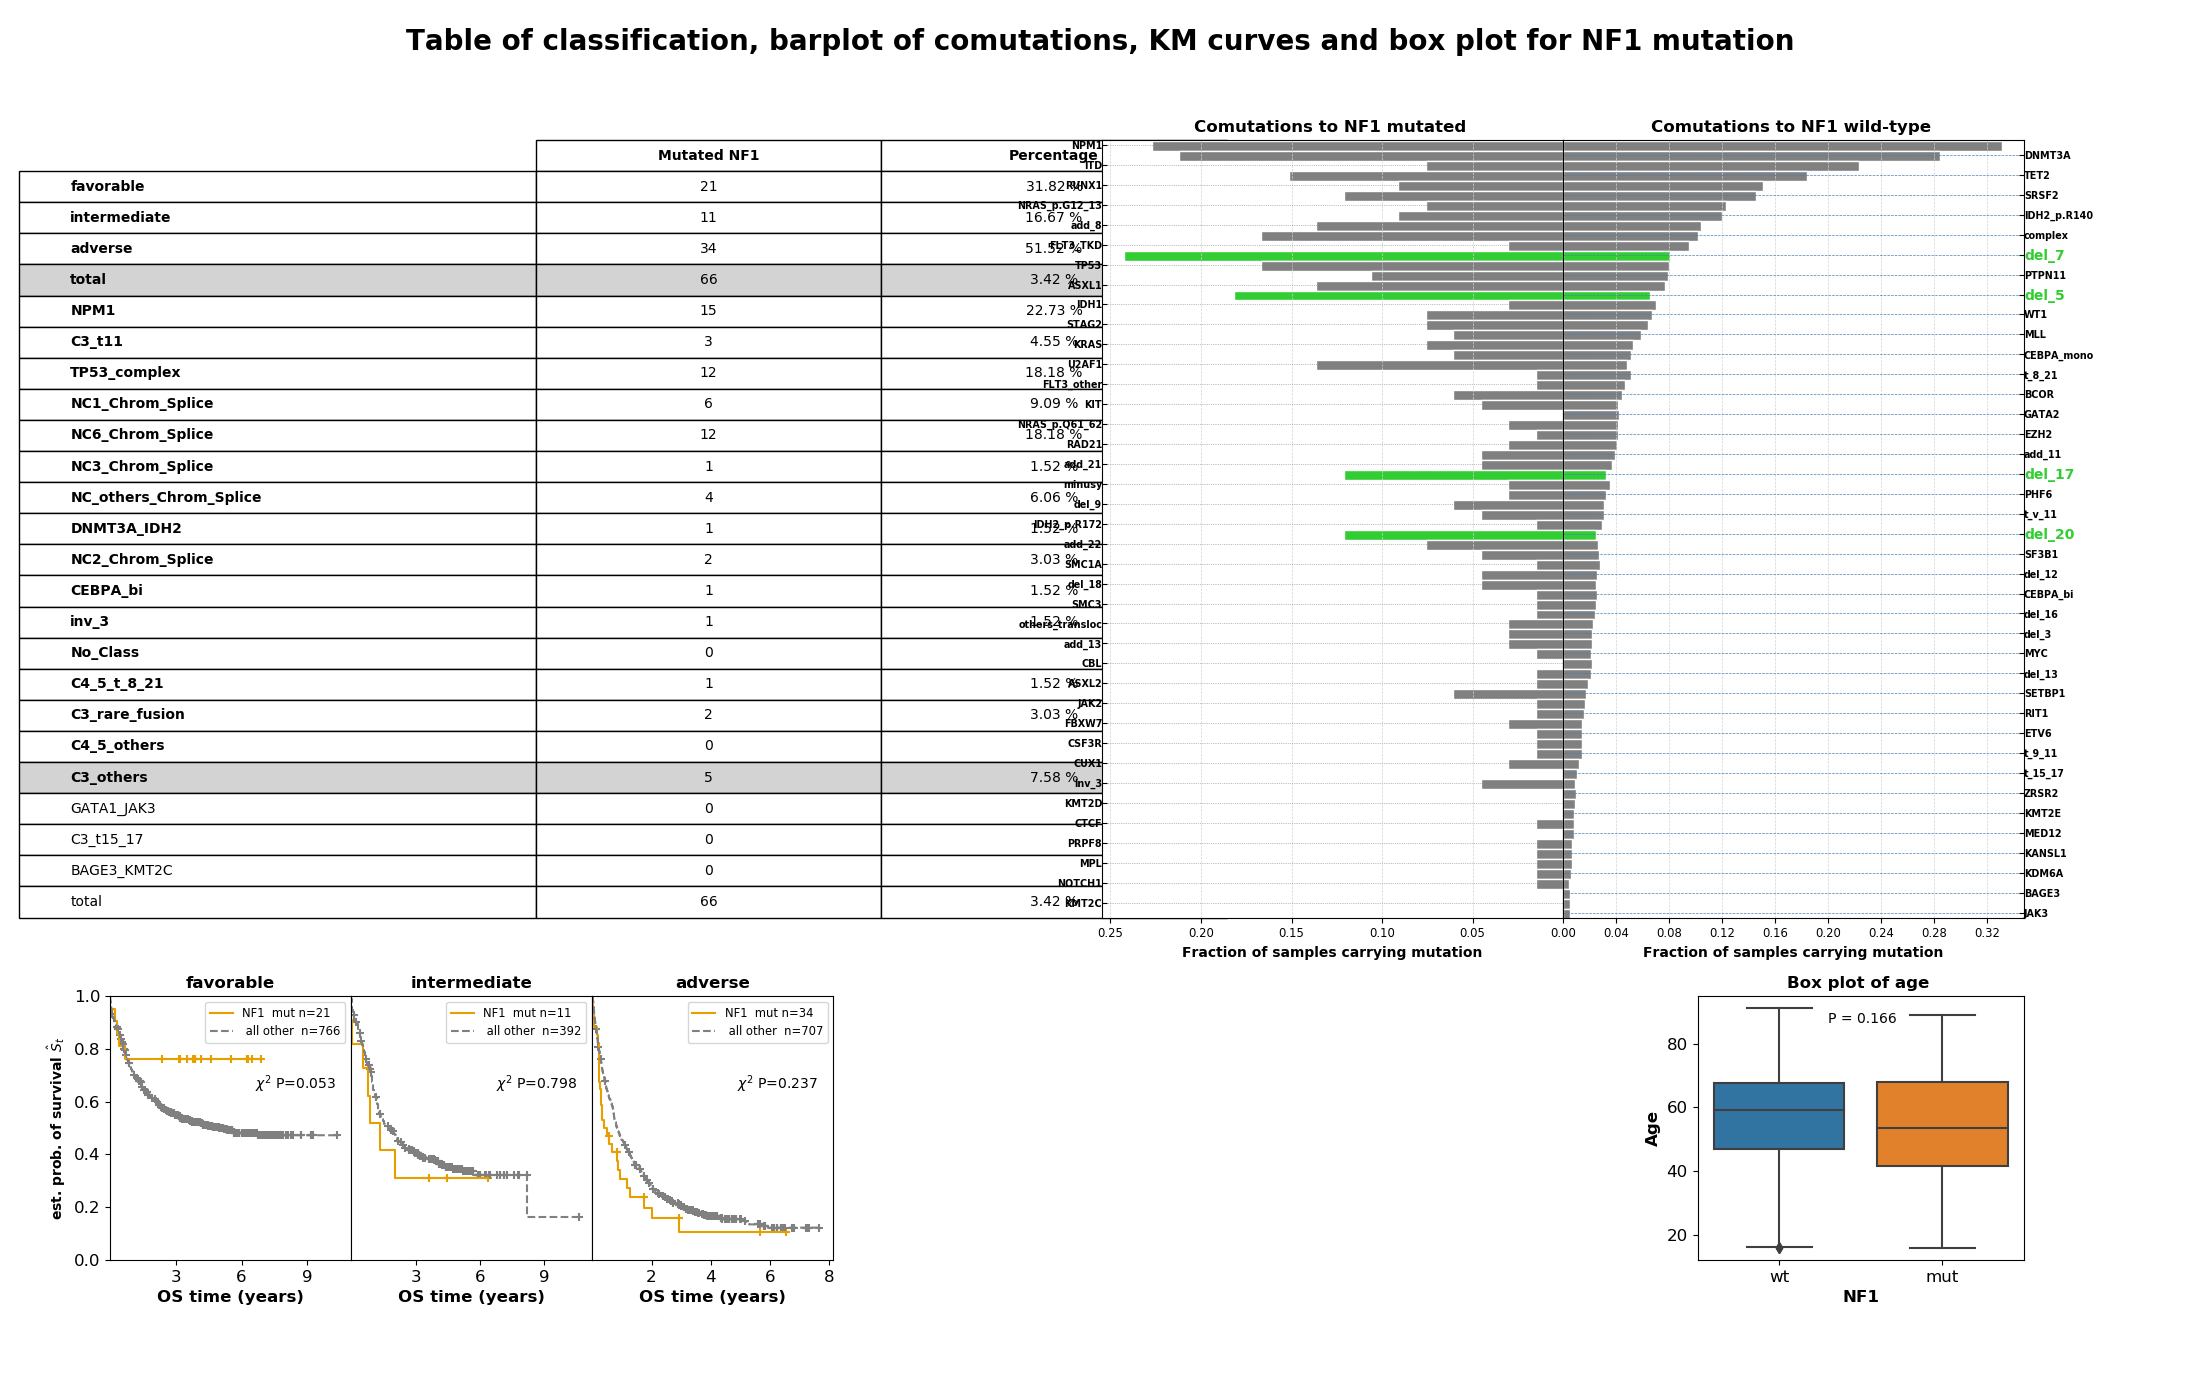 Table of classification, barplot of comutations, KM curves and box plot for NF1 mutation
Mutated NF1 Percentage
favorable 21 31.82 %
intermediate 11 16.67 %
adverse 34 51.52 %
total 66 3.42 %
NPM1 15 22.73 %
C3_t11 3 4.55 %
TP53_complex 12 18.18 %
NC1_Chrom_Splice 6 9.09 %
NC6_Chrom_Splice 12 18.18 %
NC3_Chrom_Splice 1 1.52 %
NC_others_Chrom_Splice 4 6.06 %
DNMT3A_IDH2 1 1.52 %
NC2_Chrom_Splice 2 3.03 %
CEBPA_bi 1 1.52 %
inv_3 1 1.52 %
No_Class 0
C4_5_t_8_21 1 1.52 %
C3_rare_fusion 2 3.03 %
C4_5_others 0
C3_others 5 7.58 %
GATA1_JAK3 0
C3_t15_17 0
BAGE3_KMT2C 0
total 66 3.42 %
Comutations to NF1 mutated
NPM1
ITD
RUNX1
NRAS_p.G12_13
add_8
FLT3_TKD
TP53
ASXL1
IDH1
STAG2
KRAS
U2AF1
FLT3_other
KIT
NRAS_p.Q61_62
RAD21
add_21
minusy
del_9
IDH2_p.R172
add_22
SMC1A
del_18
SMC3
others_transloc
add_13
CBL
ASXL2
JAK2
FBXW7
CSF3R
CUX1
inv_3
KMT2D
CTCF
PRPF8
MPL
NOTCH1
KMT2C
0.25 0.20 0.15 0.10 0.05
Fraction of samples carrying mutation
Comutations to NF1 wild-type
DNMT3A
TET2
SRSF2
IDH2_p.R140
complex
del_7
PTPN11
del_5
WT1
MLL
CEBPA_mono
t_8_21
BCOR
GATA2
EZH2
add_11
del_17
PHF6
t_v_11
del_20
SF3B1
del_12
CEBPA_bi
del_16
del_3
MYC
del_13
SETBP1
RIT1
ETV6
t_9_11
t_15_17
ZRSR2
KMT2E
MED12
KANSL1
KDM6A
BAGE3
JAK3
0.00 0.04 0.08 0.12 0.16 0.20 0.24 0.28 0.32
Fraction of samples carrying mutation
favorable
est. prob. of survival Ŝt
1.0
0.8
0.6
0.4
0.2
0.0
NF1 mut n=21
all other n=766
χ² P=0.053
3 6 9
OS time (years)
intermediate
NF1 mut n=11
all other n=392
χ² P=0.798
3 6 9
OS time (years)
adverse
NF1 mut n=34
all other n=707
χ² P=0.237
2 4 6 8
OS time (years)
Box plot of age
P = 0.166
Age
80
60
40
20
wt mut
NF1